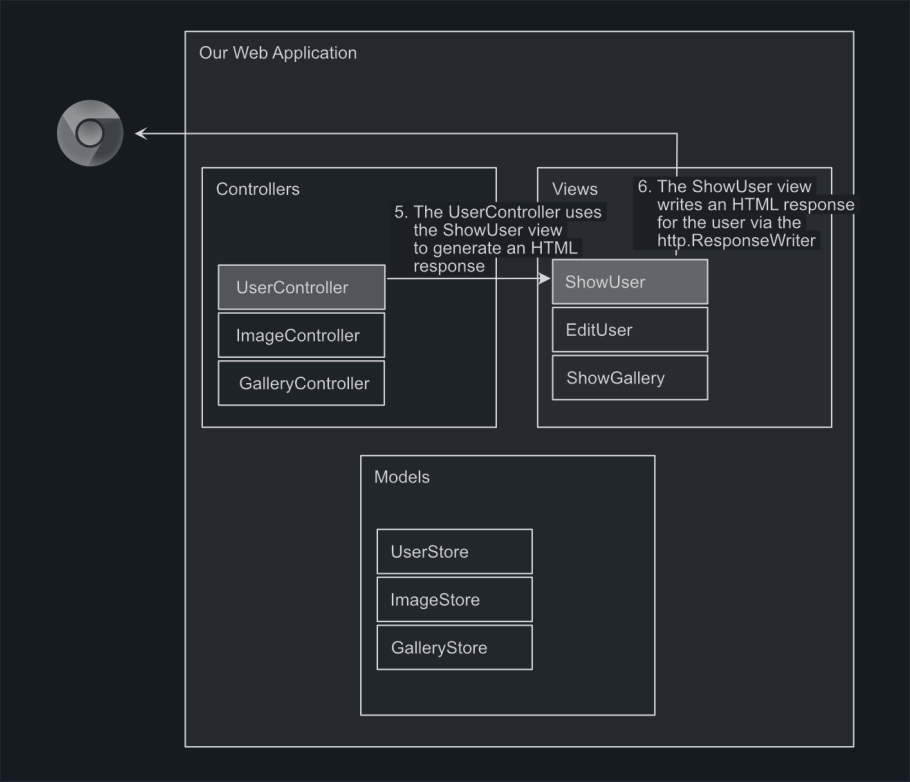 Our Web Application
Controllers
5. The UserController uses
the ShowUser view
to generate an HTML
response
UserController
ImageController
GalleryController
Views
6. The ShowUser view
writes an HTML response
for the user via the
http.ResponseWriter
ShowUser
EditUser
ShowGallery
Models
UserStore
ImageStore
GalleryStore